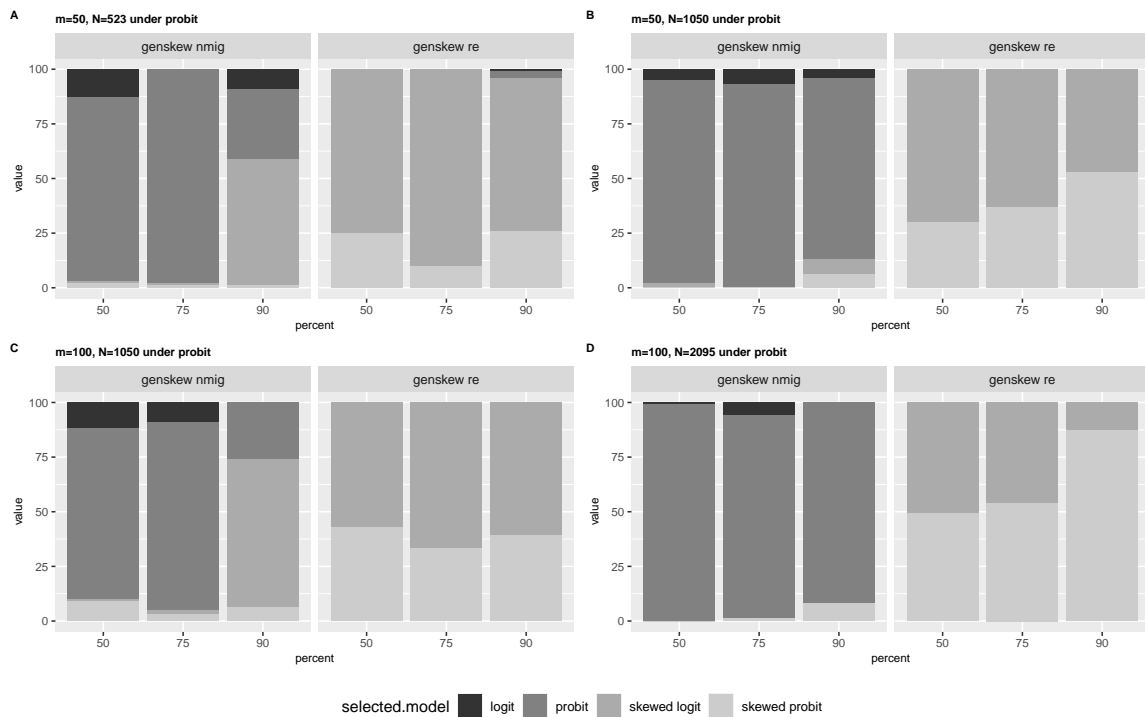 A
m=50, N=523 under probit
genskew nmig
genskew re
100
75
50
25
0
value
50
75
90
50
75
90
percent
B
m=50, N=1050 under probit
genskew nmig
genskew re
100
75
50
25
0
value
50
75
90
50
75
90
percent
C
m=100, N=1050 under probit
genskew nmig
genskew re
100
75
50
25
0
value
50
75
90
50
75
90
percent
D
m=100, N=2095 under probit
genskew nmig
genskew re
100
75
50
25
0
value
50
75
90
50
75
90
percent
selected.model logit probit skewed logit skewed probit